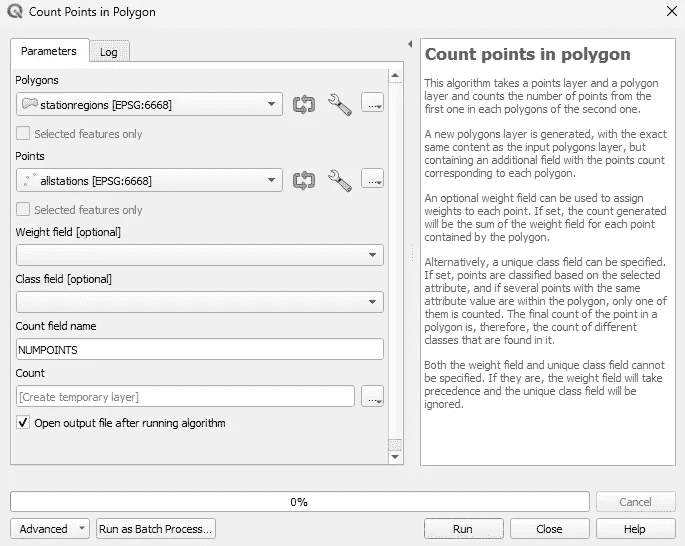 Count Points in Polygon
Parameters
Log
Polygons
stationregions [EPSG:6668]
...
Selected features only
Points
allstations [EPSG:6668]
...
Selected features only
Weight field [optional]
Class field [optional]
Count field name
NUMPOINTS
Count
[Create temporary layer]
...
Open output file after running algorithm
Count points in polygon
This algorithm takes a points layer and a polygon
layer and counts the number of points from the
first one in each polygons of the second one.
A new polygons layer is generated, with the exact
same content as the input polygons layer, but
containing an additional field with the points count
corresponding to each polygon.
An optional weight field can be used to assign
weights to each point. If set, the count generated
will be the sum of the weight field for each point
contained by the polygon.
Alternatively, a unique class field can be specified.
If set, points are classified based on the selected
attribute, and if several points with the same
attribute value are within the polygon, only one of
them is counted. The final count of the point in a
polygon is, therefore, the count of different
classes that are found in it.
Both the weight field and unique class field cannot
be specified. If they are, the weight field will take
precedence and the unique class field will be
ignored.
0%
Cancel
Advanced
Run as Batch Process...
Run
Close
Help